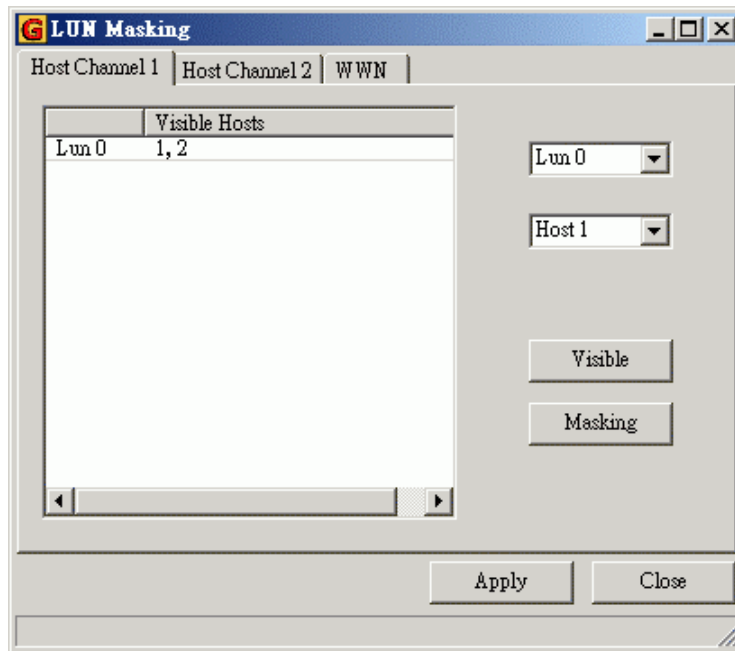 G LUN Masking
Host Channel 1 Host Channel 2 WWN
Visible Hosts
Lun 0 1, 2
Lun 0
Host 1
Visible
Masking
Apply Close